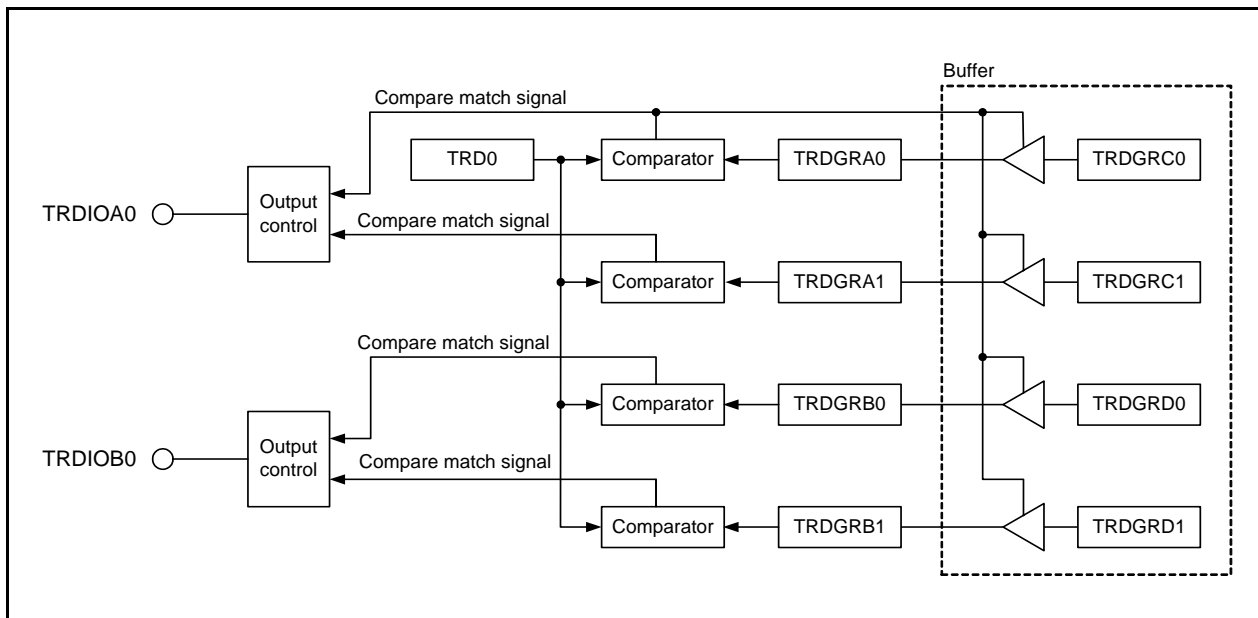 Buffer
Compare match signal
TRD0
Comparator
TRDGRA0
TRDGRC0
TRDIOA0
Output
control
Compare match signal
Comparator
TRDGRA1
TRDGRC1
Compare match signal
Comparator
TRDGRB0
TRDGRD0
TRDIOB0
Output
control
Compare match signal
Comparator
TRDGRB1
TRDGRD1